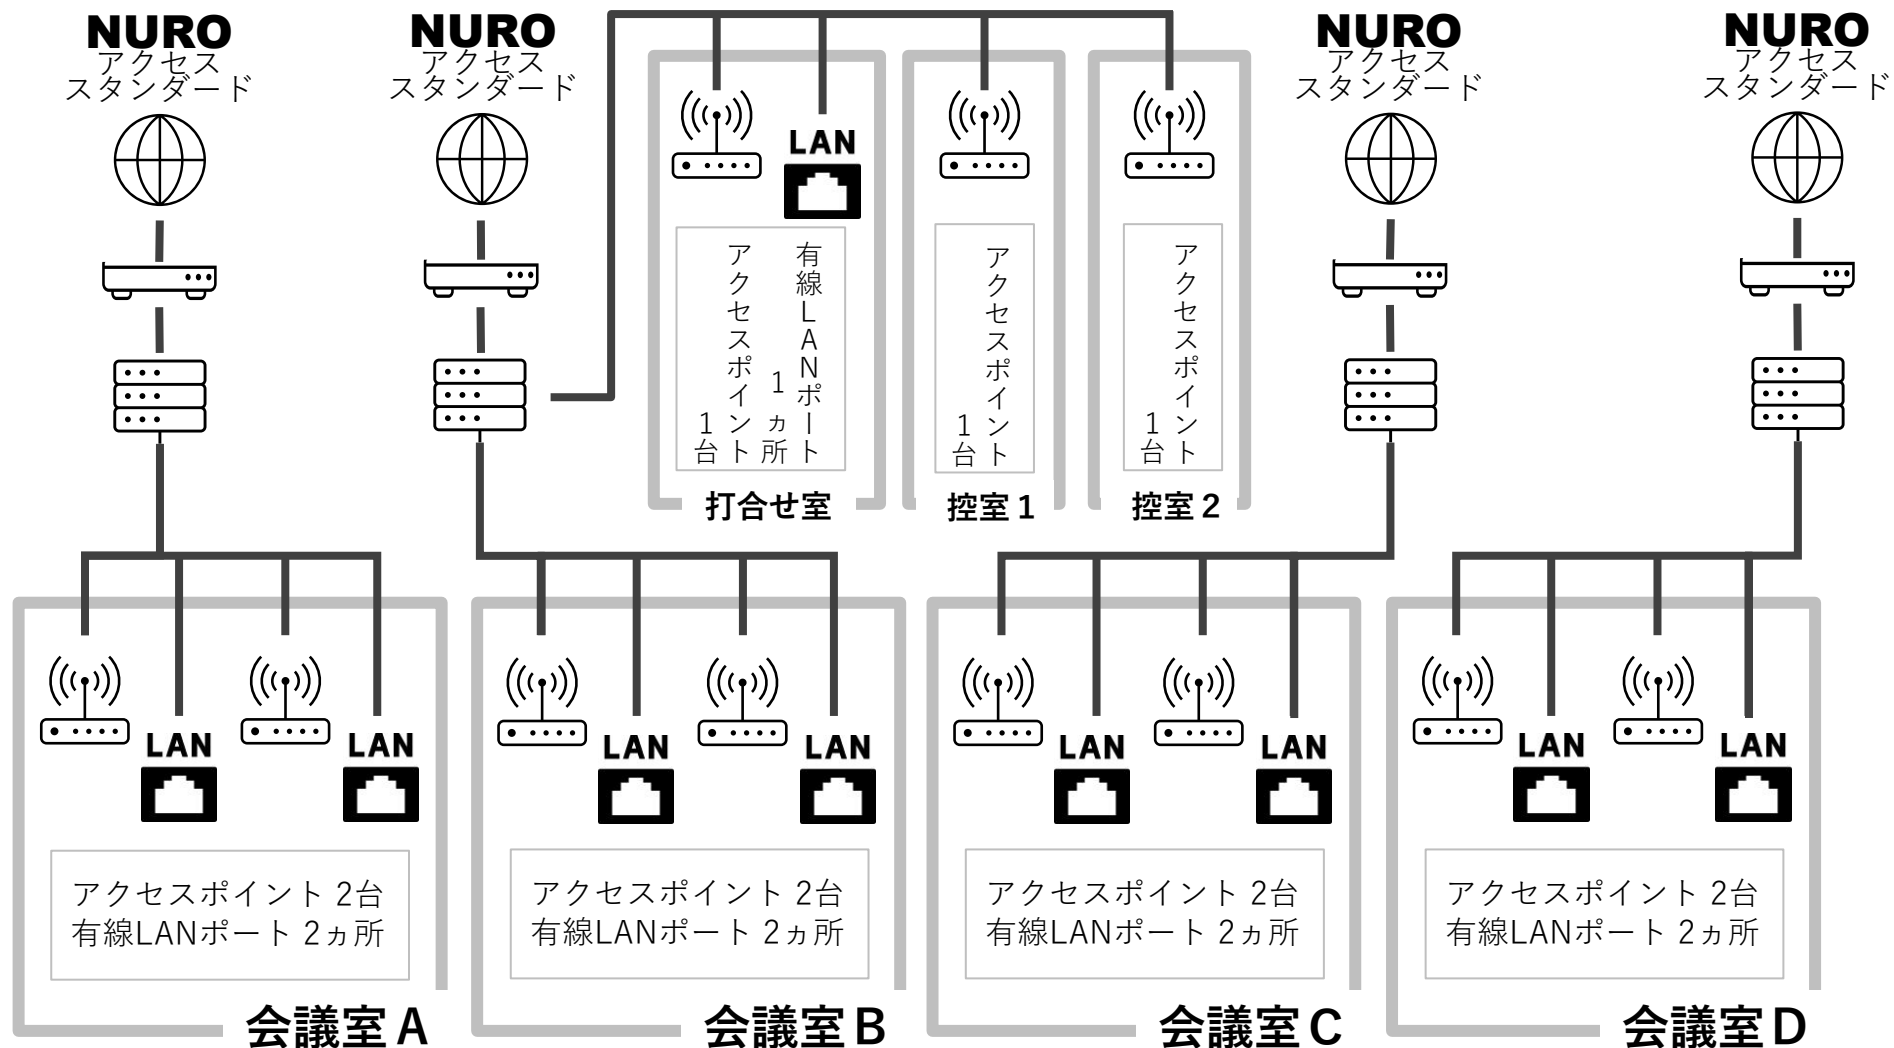 NURO
アクセス
スタンダード
NURO
アクセス
スタンダード
NURO
アクセス
スタンダード
NURO
アクセス
スタンダード
LAN
有線LANポート
1ヵ所
アクセスポイント
1台
打合せ室
アクセスポイント
1台
控室1
アクセスポイント
1台
控室2
LAN
LAN
アクセスポイント 2台
有線LANポート 2ヵ所
会議室A
LAN
LAN
アクセスポイント 2台
有線LANポート 2ヵ所
会議室B
LAN
LAN
アクセスポイント 2台
有線LANポート 2ヵ所
会議室C
LAN
LAN
アクセスポイント 2台
有線LANポート 2ヵ所
会議室D